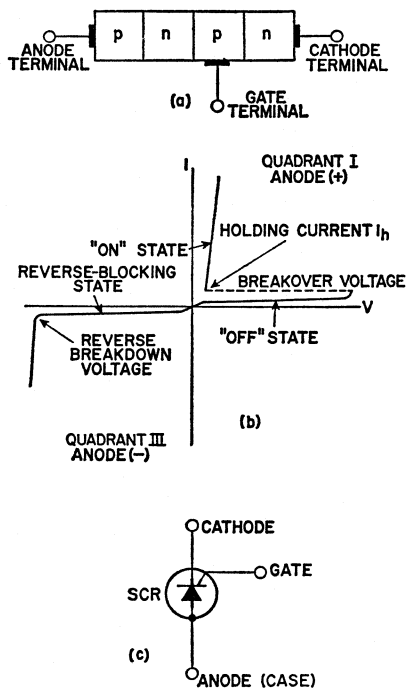 p n p n
ANODE
TERMINAL
CATHODE
TERMINAL
(a)
GATE
TERMINAL
I
QUADRANT I
ANODE (+)
"ON" STATE
HOLDING CURRENT Ih
REVERSE-BLOCKING
STATE
BREAKOVER VOLTAGE
V
"OFF" STATE
REVERSE
BREAKDOWN
VOLTAGE
(b)
QUADRANT III
ANODE (—)
CATHODE
GATE
SCR
(c)
ANODE (CASE)